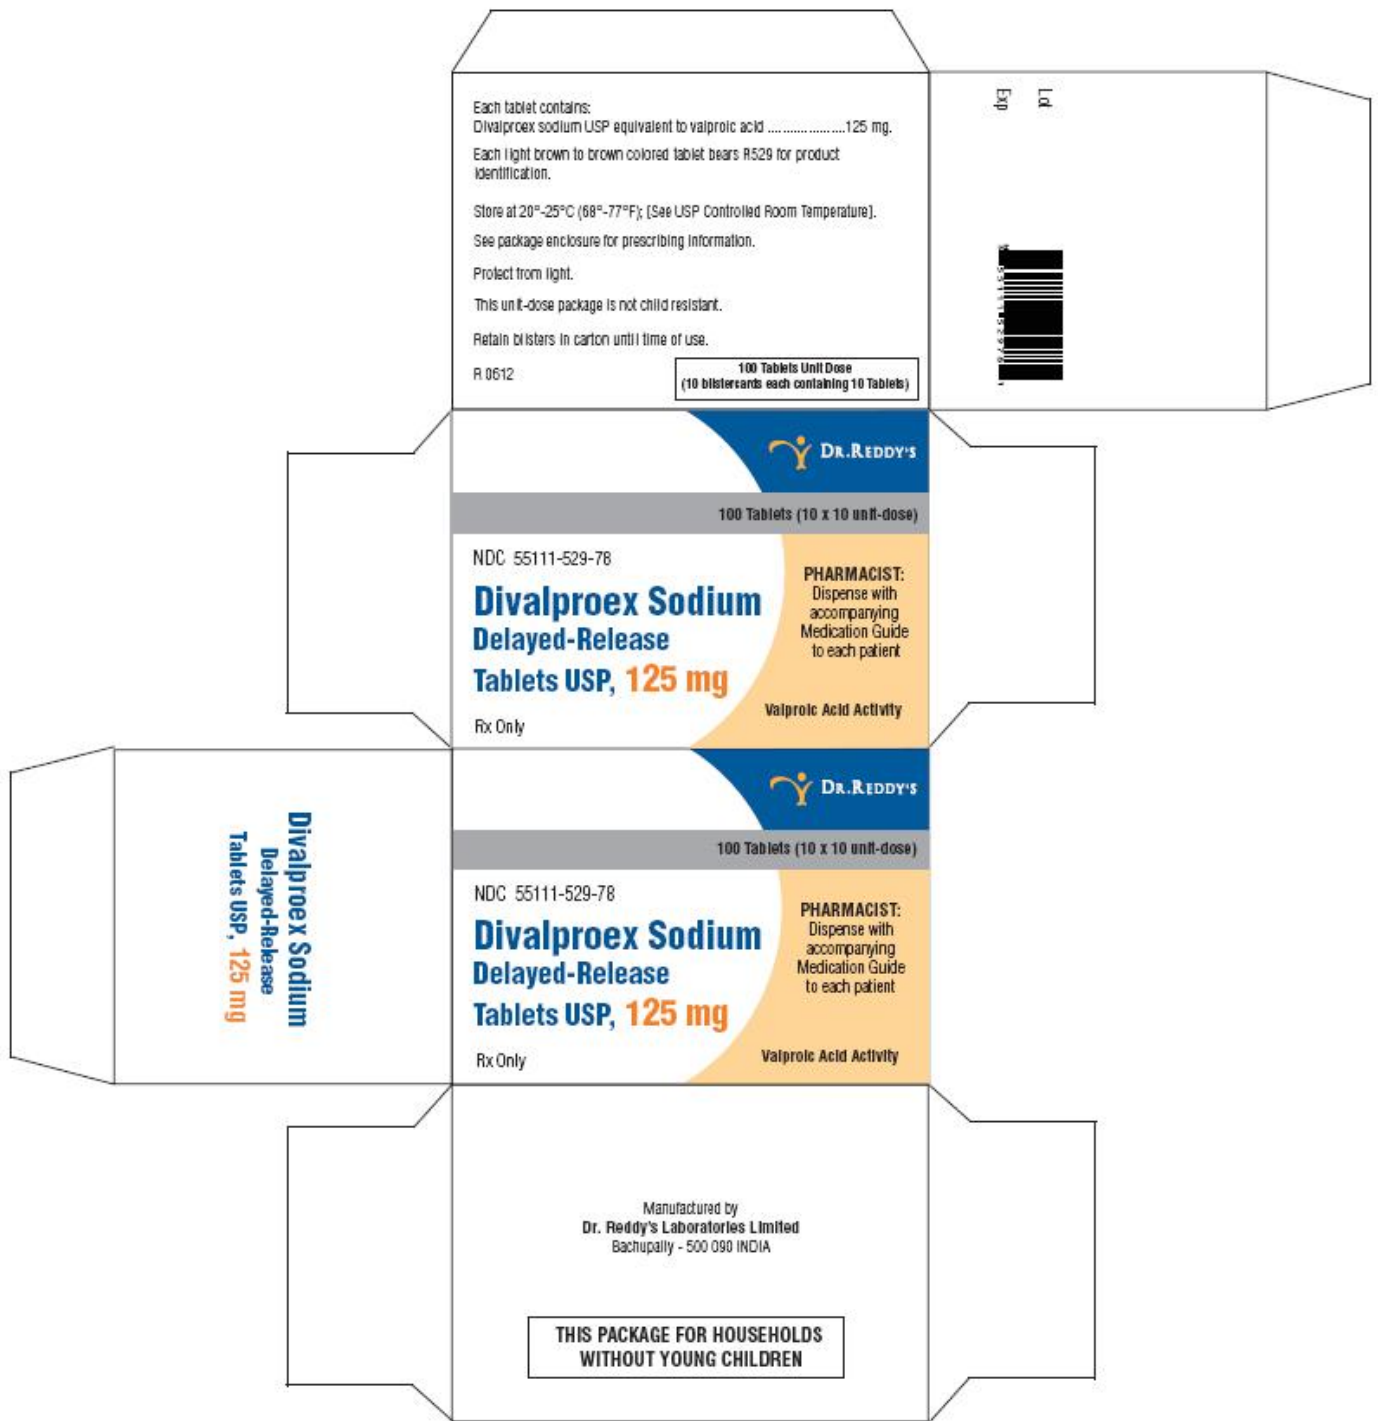 Each tablet contains:
Divalproex sodium USP equivalent to valproic acid .....................125 mg.
Each light brown to brown colored tablet bears R529 for product
identification.
Store at 20°-25°C (68°-77°F); [See USP Controlled Room Temperature].
See package enclosure for prescribing information.
Protect from light.
This unit-dose package is not child resistant.
Retain blisters in carton until time of use.
R 0612
100 Tablets Unit Dose
(10 blistercards each containing 10 Tablets)
Lot
Exp
DR.REDDY'S
100 Tablets (10 x 10 unit-dose)
NDC 55111-529-78
Divalproex Sodium
Delayed-Release
Tablets USP, 125 mg
Rx Only
PHARMACIST:
Dispense with
accompanying
Medication Guide
to each patient
Valproic Acid Activity
Divalproex Sodium
Delayed-Release
Tablets USP, 125 mg
DR.REDDY'S
100 Tablets (10 x 10 unit-dose)
NDC 55111-529-78
Divalproex Sodium
Delayed-Release
Tablets USP, 125 mg
Rx Only
PHARMACIST:
Dispense with
accompanying
Medication Guide
to each patient
Valproic Acid Activity
Manufactured by
Dr. Reddy's Laboratories Limited
Bachupally - 500 090 INDIA
THIS PACKAGE FOR HOUSEHOLDS
WITHOUT YOUNG CHILDREN